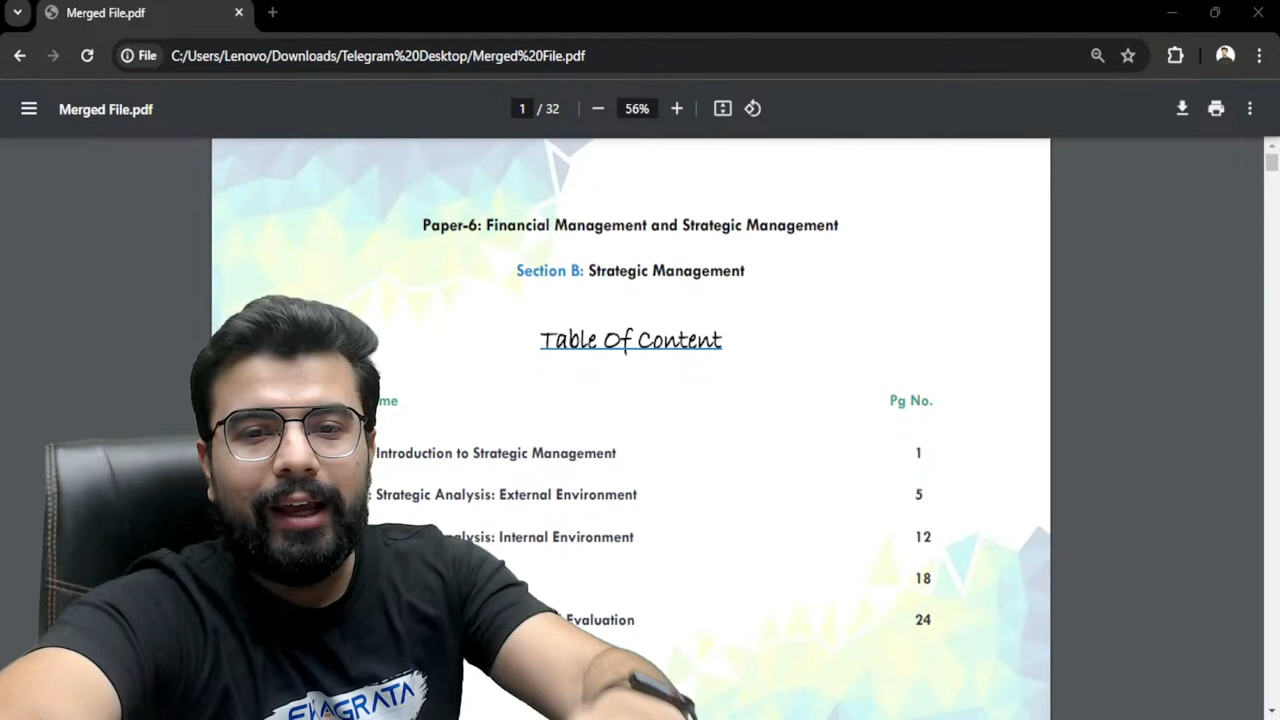 Merged File.pdf
File
C:/Users/Lenovo/Downloads/Telegram%20Desktop/Merged%20File.pdf
Merged File.pdf
1 / 32
56%
Paper-6: Financial Management and Strategic Management
Section B: Strategic Management
Table Of Content
me Pg No.
Introduction to Strategic Management 1
: Strategic Analysis: External Environment 5
alysis: Internal Environment 12
18
Evaluation 24
EKAGRATA